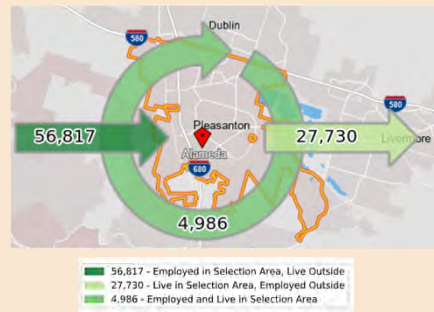 Dublin
580
580
56,817
Pleasanton
27,730
Livermore
Alameda
680
4,986
56,817 - Employed in Selection Area, Live Outside
27,730 - Live in Selection Area, Employed Outside
4,986 - Employed and Live in Selection Area